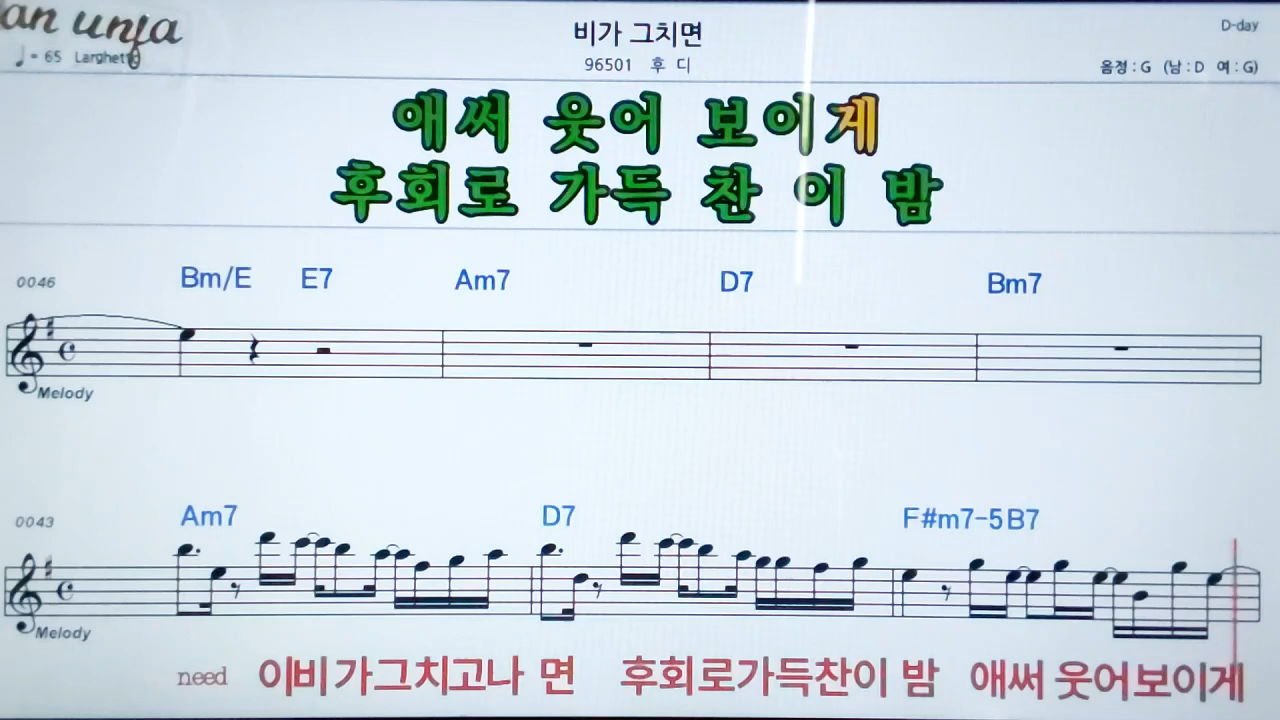 an unja
비가 그치면
D-day
♩= 65 Larghetto
96501 후 디
음정 : G (남 : D 여 : G)
애써 웃어 보이게
후회로 가득 찬 이 밤
0046 Bm/E E7 Am7 D7 Bm7
Melody
0043 Am7 D7 F#m7-5 B7
Melody
need 이비가그치고나 면 후회로가득찬이 밤 애써 웃어보이게